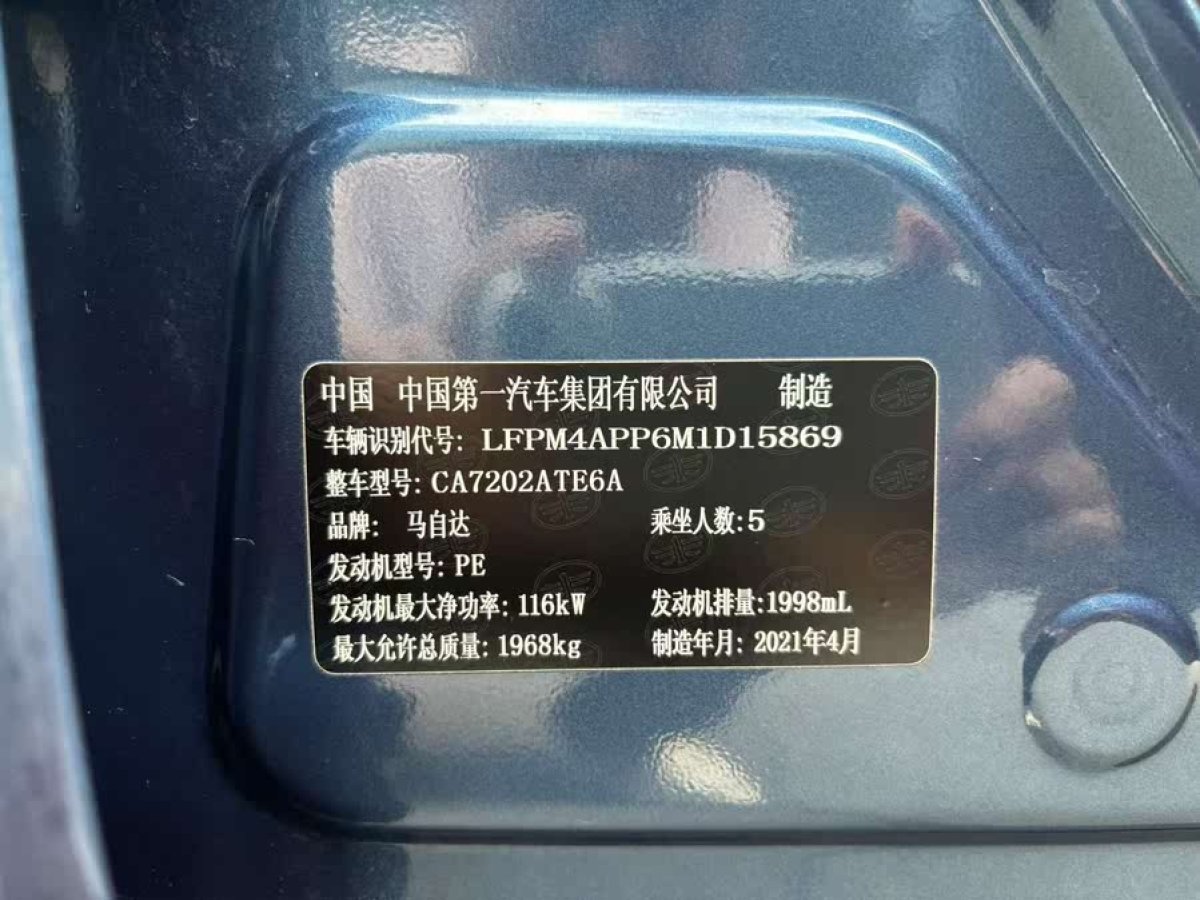 中国 中国第一汽车集团有限公司 制造
车辆识别代号: LFPM4APP6M1D15869
整车型号: CA7202ATE6A
品牌: 马自达 乘坐人数: 5
发动机型号: PE
发动机最大净功率: 116kW 发动机排量: 1998mL
最大允许总质量: 1968kg 制造年月: 2021年4月